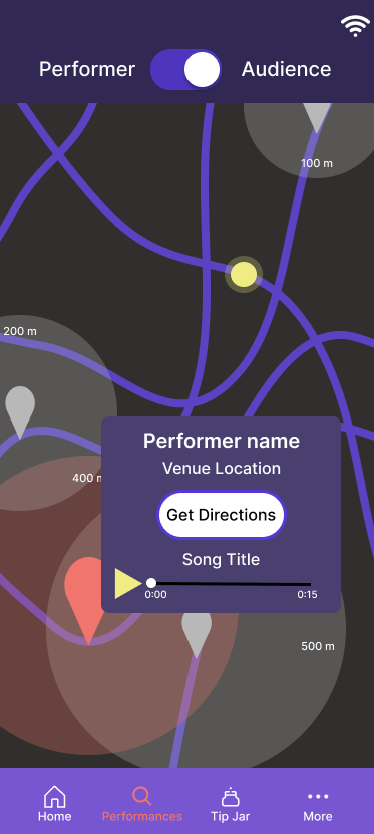 Performer Audience
100 m
200 m
Performer name
Venue Location
400 m
Get Directions
Song Title
0:00 0:15
500 m
Home Performances Tip Jar More